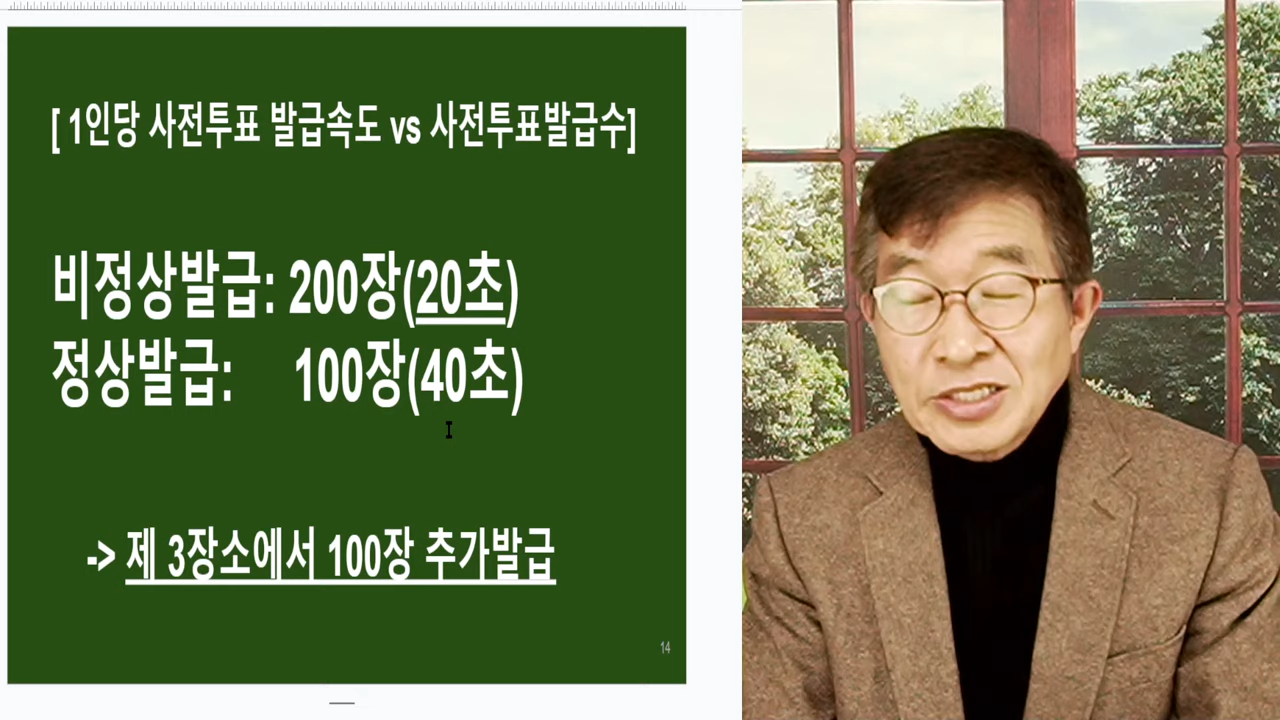 [ 1인당 사전투표 발급속도 vs 사전투표발급수]
비정상발급: 200장(20초)
정상발급: 100장(40초)
-> 제 3장소에서 100장 추가발급
14